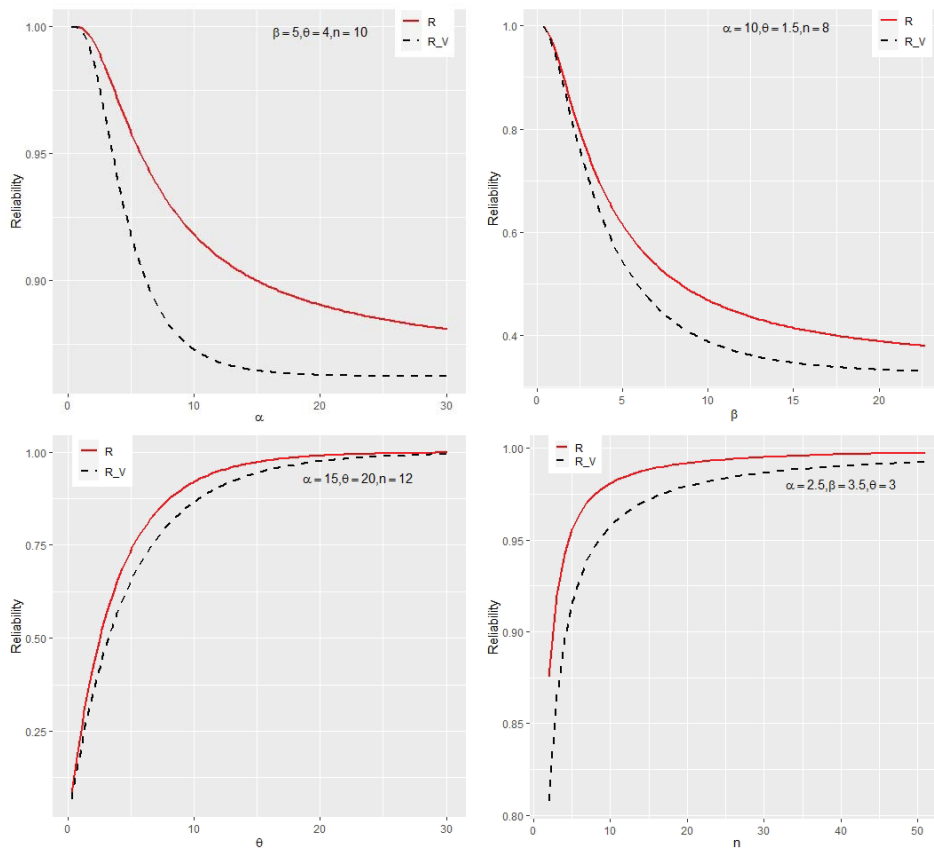 R
R_V
β=5,θ=4,n=10
1.00
0.95
0.90
Reliability
0
10
20
30
α
R
R_V
α=10,θ=1.5,n=8
1.0
0.8
0.6
0.4
Reliability
0
5
10
15
20
β
R
R_V
α=15,θ=20,n=12
1.00
0.75
0.50
0.25
Reliability
0
10
20
30
θ
R
R_V
α=2.5,β=3.5,θ=3
1.00
0.95
0.90
0.85
0.80
Reliability
0
10
20
30
40
50
n